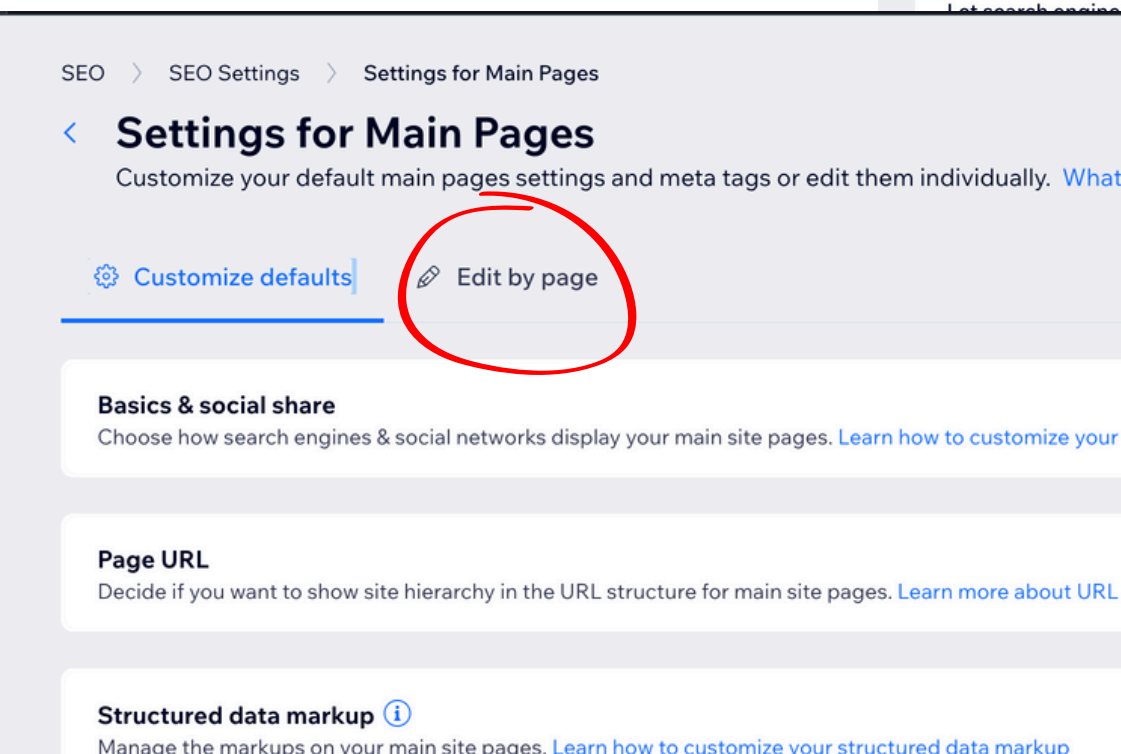 SEO > SEO Settings > Settings for Main Pages
Settings for Main Pages
Customize your default main pages settings and meta tags or edit them individually. What
Customize defaults Edit by page
Basics & social share
Choose how search engines & social networks display your main site pages. Learn how to customize your
Page URL
Decide if you want to show site hierarchy in the URL structure for main site pages. Learn more about URL
Structured data markup
Manage the markups on your main site pages. Learn how to customize your structured data markup